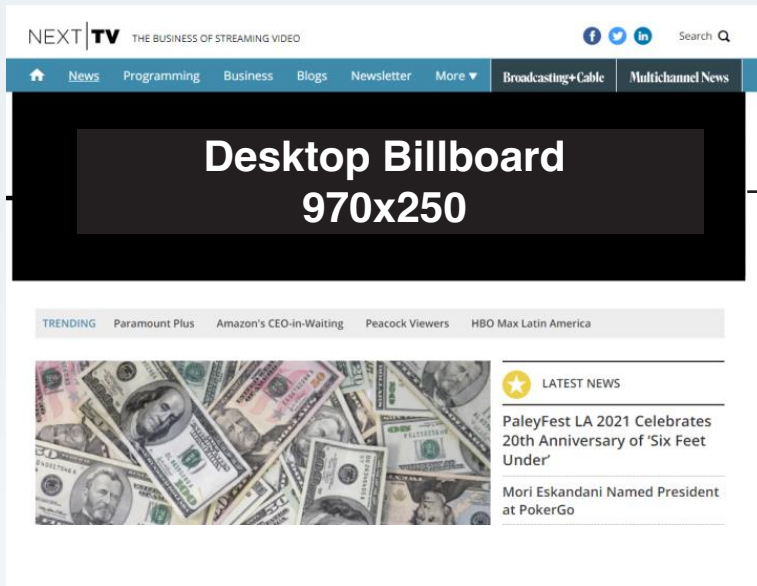 NEXT|TV THE BUSINESS OF STREAMING VIDEO
Search
News Programming Business Blogs Newsletter More ▼ Broadcasting+Cable Multichannel News
Desktop Billboard
970x250
TRENDING Paramount Plus Amazon's CEO-in-Waiting Peacock Viewers HBO Max Latin America
LATEST NEWS
PaleyFest LA 2021 Celebrates
20th Anniversary of ‘Six Feet
Under’
Mori Eskandani Named President
at PokerGo